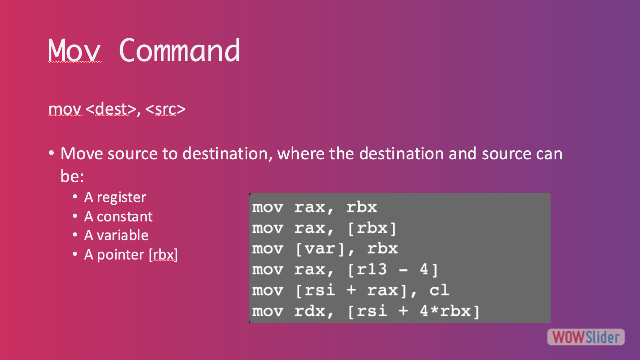 Mov Command
mov <dest>, <src>
• Move source to destination, where the destination and source can
be:
• A register
• A constant
• A variable
• A pointer [rbx]
mov rax, rbx
mov rax, [rbx]
mov [var], rbx
mov rax, [r13 - 4]
mov [rsi + rax], cl
mov rdx, [rsi + 4*rbx]
WOWSlider